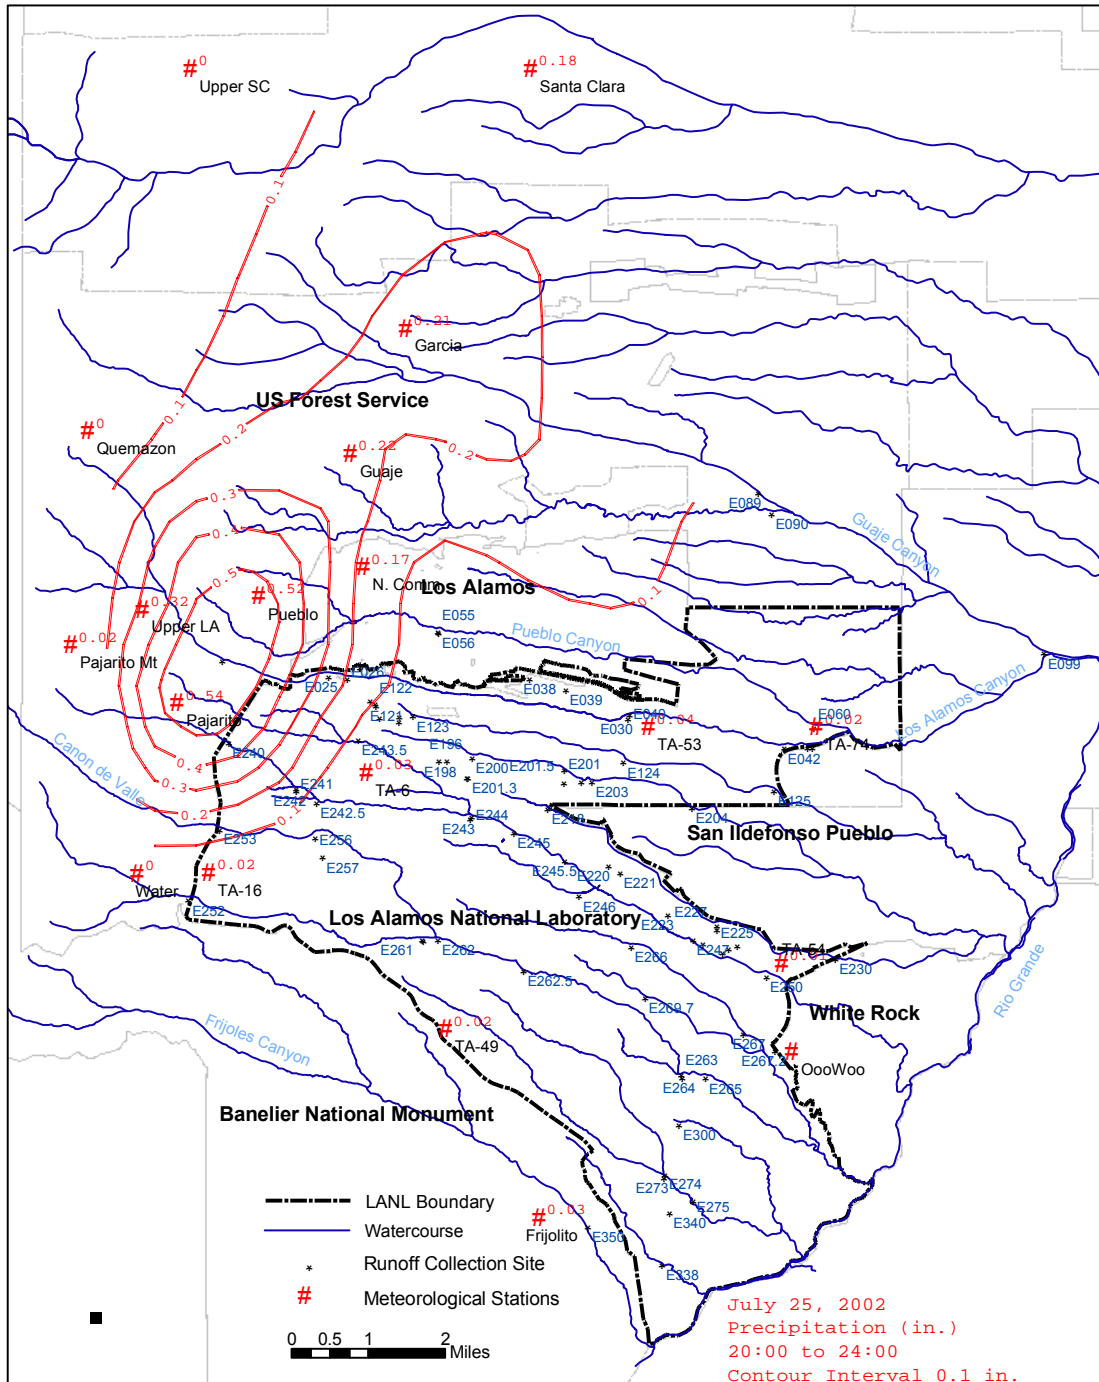 #0
Upper SC
#0.18
Santa Clara
0.1
#0.21
Garcia
US Forest Service
0.1
#0
Quemazon
0.2
#0.22
Guaje
0.2
0.3
E089
E090
Guaje Canyon
0.4
#0.17
N. Comm
0.5
#0.52
Pueblo
Los Alamos
0.1
#0.32
Upper LA
E055
E056
Pueblo Canyon
#0.02
Pajarito Mt
E099
E026
E025
E122
E038
E039
#0.54
Pajarito
E121
E123
E040
E030
#0.04
TA-53
E060
#0.02
TA-74
Los Alamos Canyon
E240
E243.5
E196
E042
Canon de Valle
0.4
E198
E200
E201.5
E201
E124
#0.03
TA-6
0.3
E241
E242
E201.3
E203
E125
0.2
0.1
E242.5
E243
E244
E218
E204
San Ildefonso Pueblo
E253
E256
E245
E257
#0
Water
#0.02
TA-16
E245.5
E220
E221
E252
Los Alamos National Laboratory
E246
E227
E223
E225
E261
E262
E266
E247
TA-54
#0.01
E230
E262.5
E250
E269.7
White Rock
Rio Grande
Frijoles Canyon
#0.02
TA-49
E267
E267.2
#
OooWoo
E263
E264
E265
Banelier National Monument
E300
E274
E273
LANL Boundary
E275
E340
Watercourse
#0.03
Frijolito
E350
* Runoff Collection Site
E338
# Meteorological Stations
July 25, 2002
Precipitation (in.)
20:00 to 24:00
Contour Interval 0.1 in.
0 0.5 1 2
Miles